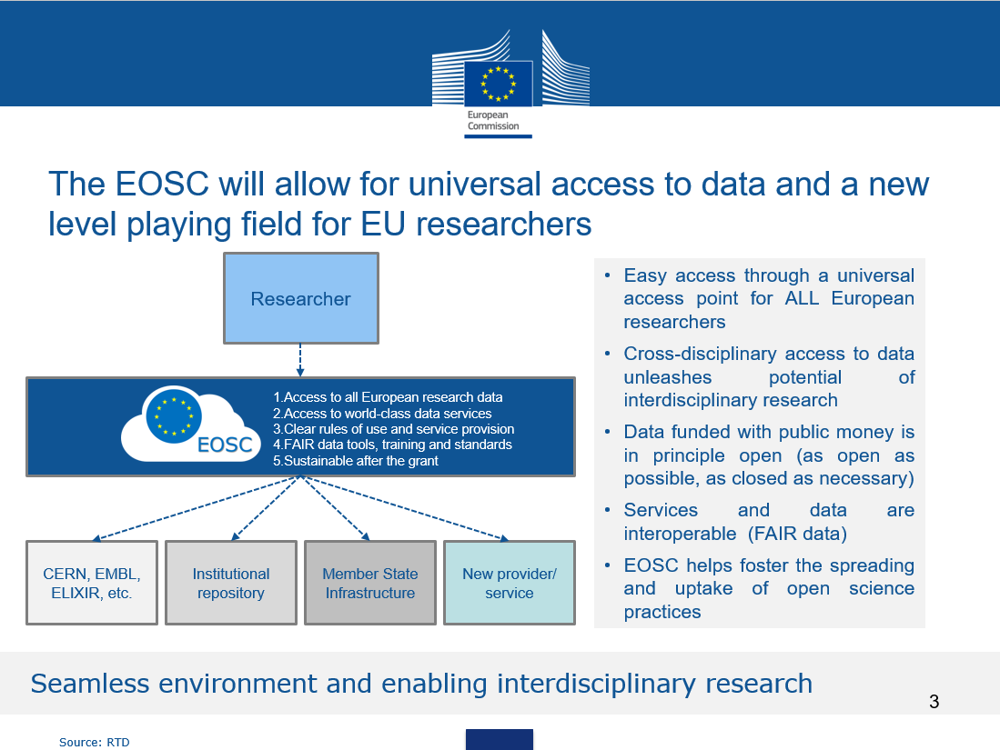 European
Commission
The EOSC will allow for universal access to data and a new
level playing field for EU researchers
Researcher
EOSC
1.Access to all European research data
2.Access to world-class data services
3.Clear rules of use and service provision
4.FAIR data tools, training and standards
5.Sustainable after the grant
CERN, EMBL,
ELIXIR, etc.
Institutional
repository
Member State
Infrastructure
New provider/
service
• Easy access through a universal
access point for ALL European
researchers
• Cross-disciplinary access to data
unleashes potential of
interdisciplinary research
• Data funded with public money is
in principle open (as open as
possible, as closed as necessary)
• Services and data are
interoperable (FAIR data)
• EOSC helps foster the spreading
and uptake of open science
practices
Seamless environment and enabling interdisciplinary research
3
Source: RTD